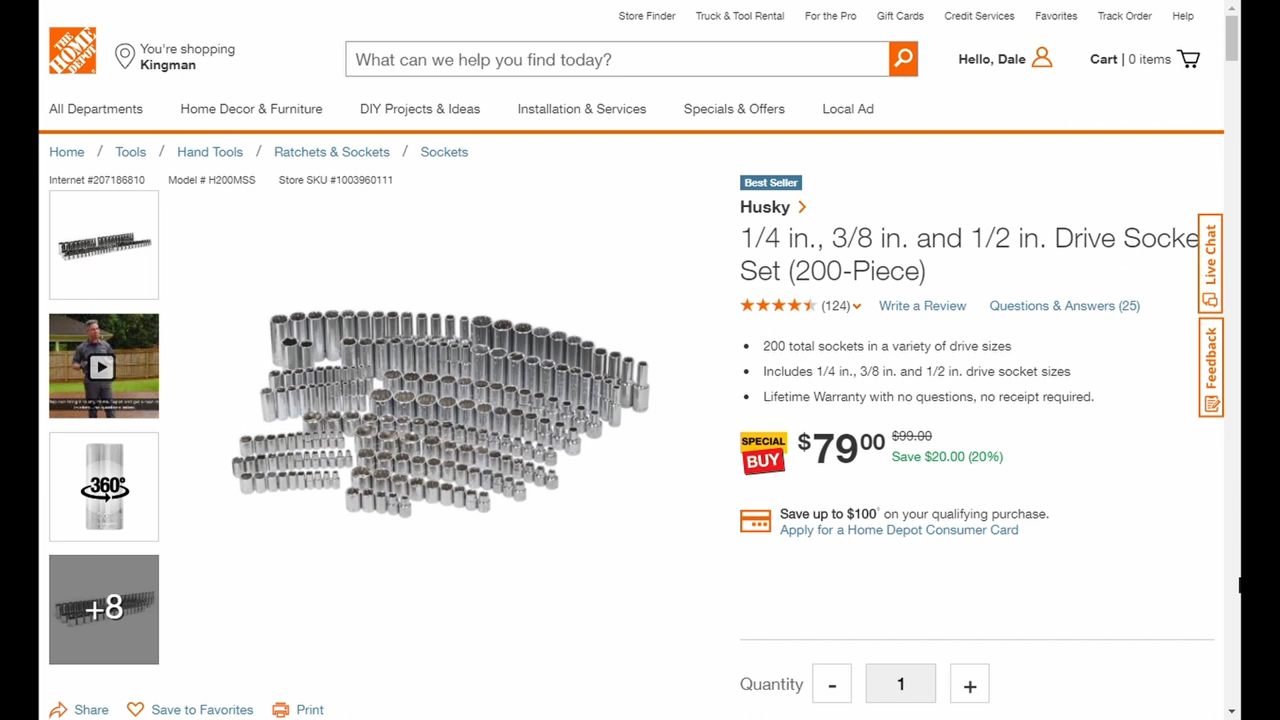 Store Finder Truck & Tool Rental For the Pro Gift Cards Credit Services Favorites Track Order Help
THE HOME DEPOT
You're shopping
Kingman
What can we help you find today?
Hello, Dale
Cart | 0 items
All Departments Home Decor & Furniture DIY Projects & Ideas Installation & Services Specials & Offers Local Ad
Home / Tools / Hand Tools / Ratchets & Sockets / Sockets
Internet #207186810 Model # H200MSS Store SKU #1003960111
Best Seller
Husky
1/4 in., 3/8 in. and 1/2 in. Drive Socke
Set (200-Piece)
(124) Write a Review Questions & Answers (25)
200 total sockets in a variety of drive sizes
Includes 1/4 in., 3/8 in. and 1/2 in. drive socket sizes
Lifetime Warranty with no questions, no receipt required.
SPECIAL
BUY
$7900 $99.00
Save $20.00 (20%)
Save up to $100° on your qualifying purchase.
Apply for a Home Depot Consumer Card
Live Chat
Feedback
360°
+8
Quantity - 1 +
Share Save to Favorites Print